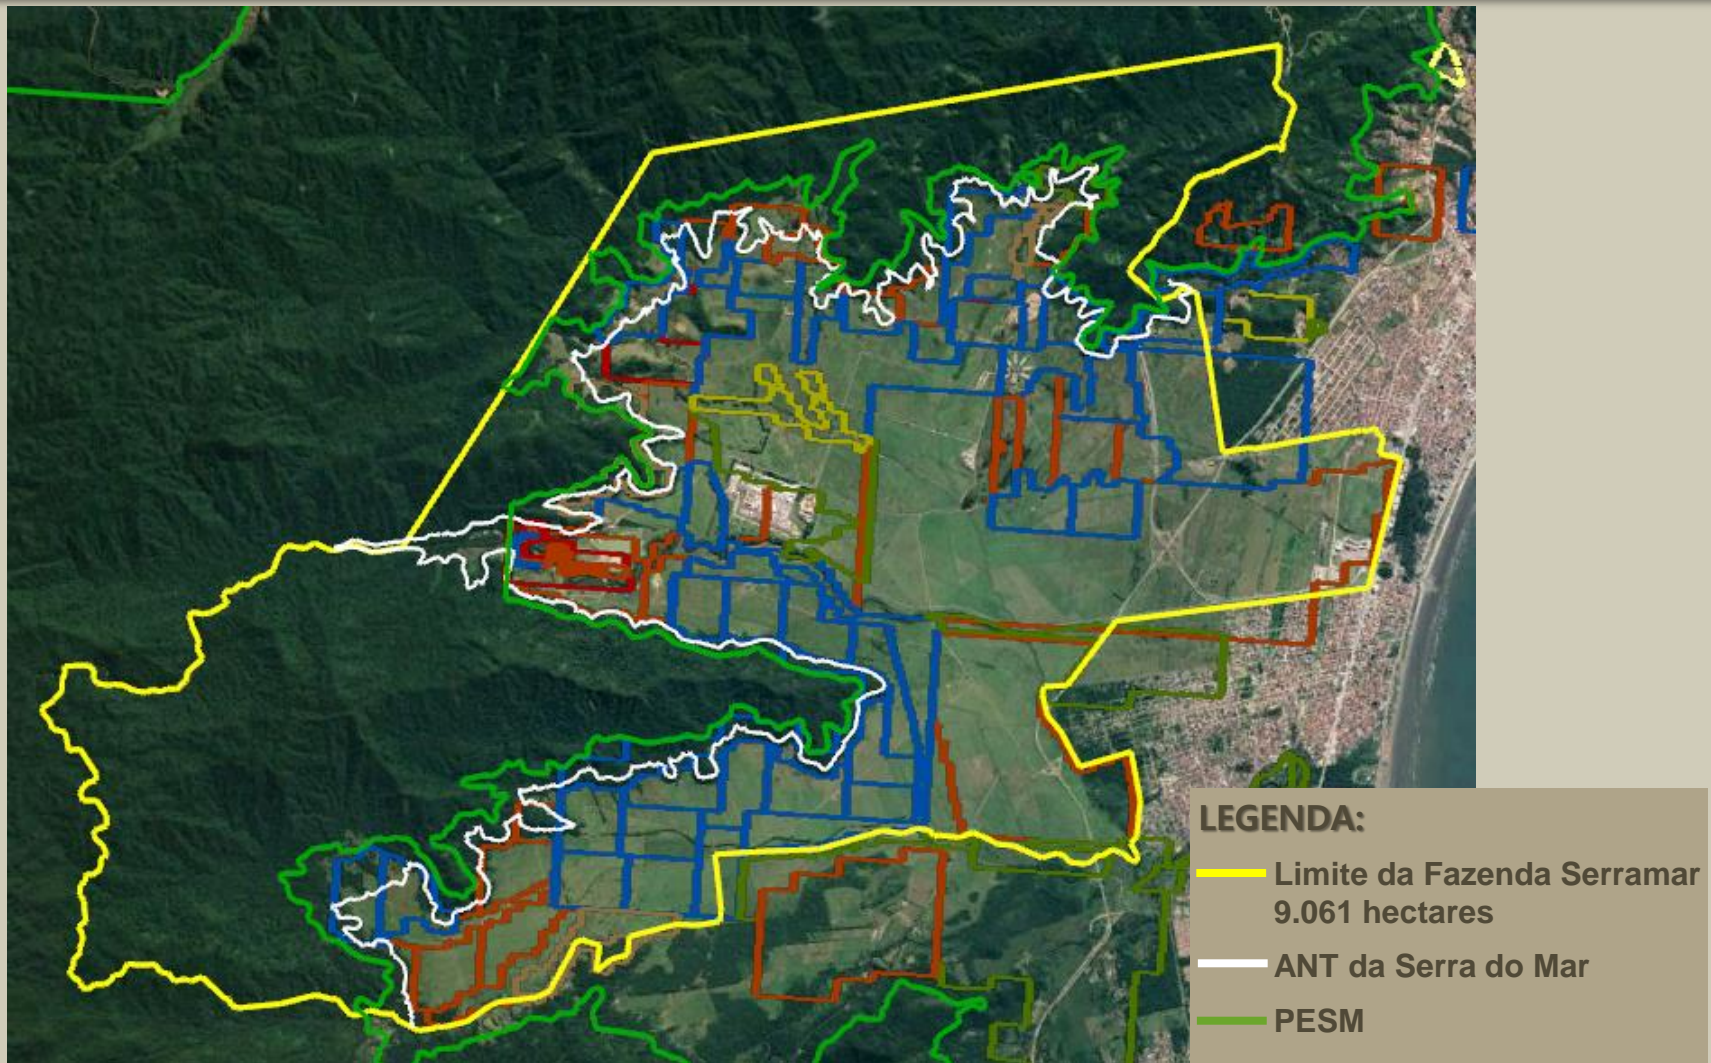 LEGENDA:
Limite da Fazenda Serramar
9.061 hectares
ANT da Serra do Mar
PESM